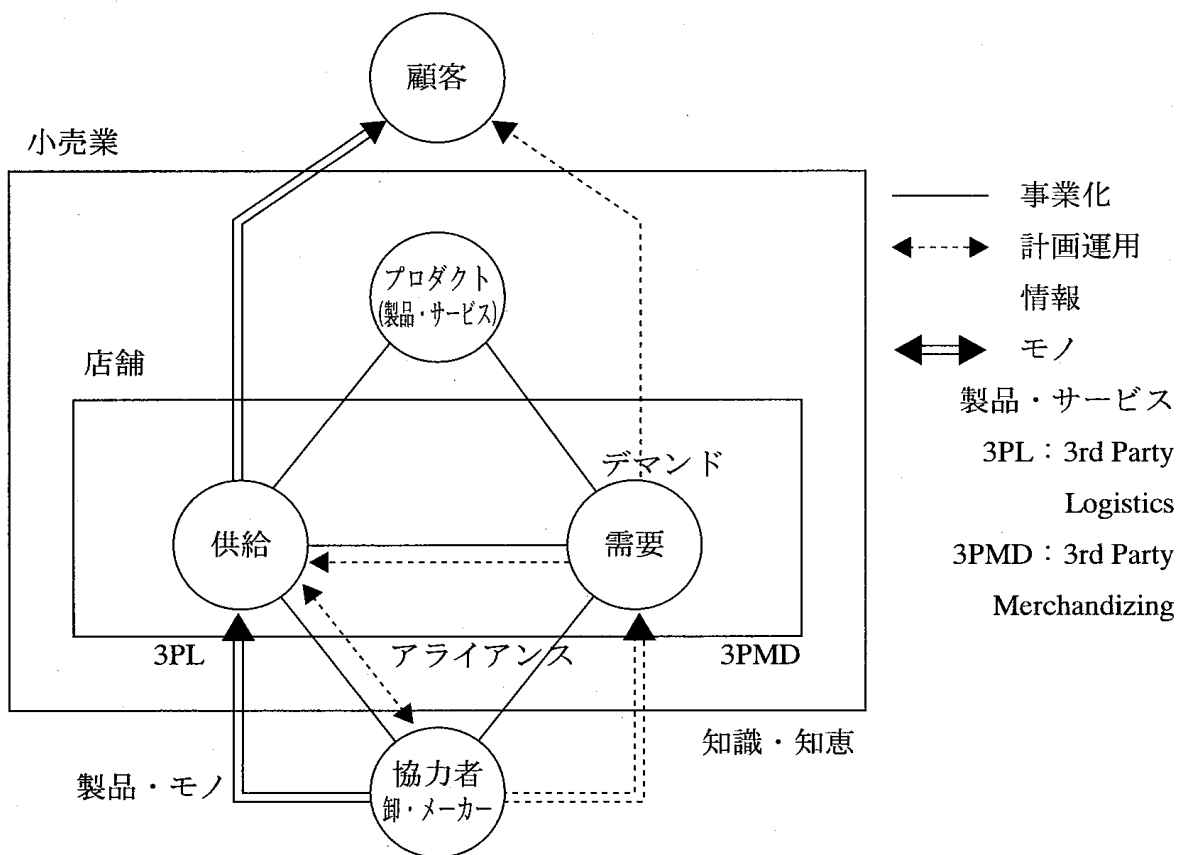 顧客
小売業
事業化
計画運用
情報
モノ
製品・サービス
3PL：3rd Party
Logistics
3PMD：3rd Party
Merchandizing
プロダクト
(製品・サービス)
店舗
デマンド
供給
需要
3PL
アライアンス
3PMD
知識・知恵
製品・モノ
協力者
卸・メーカー